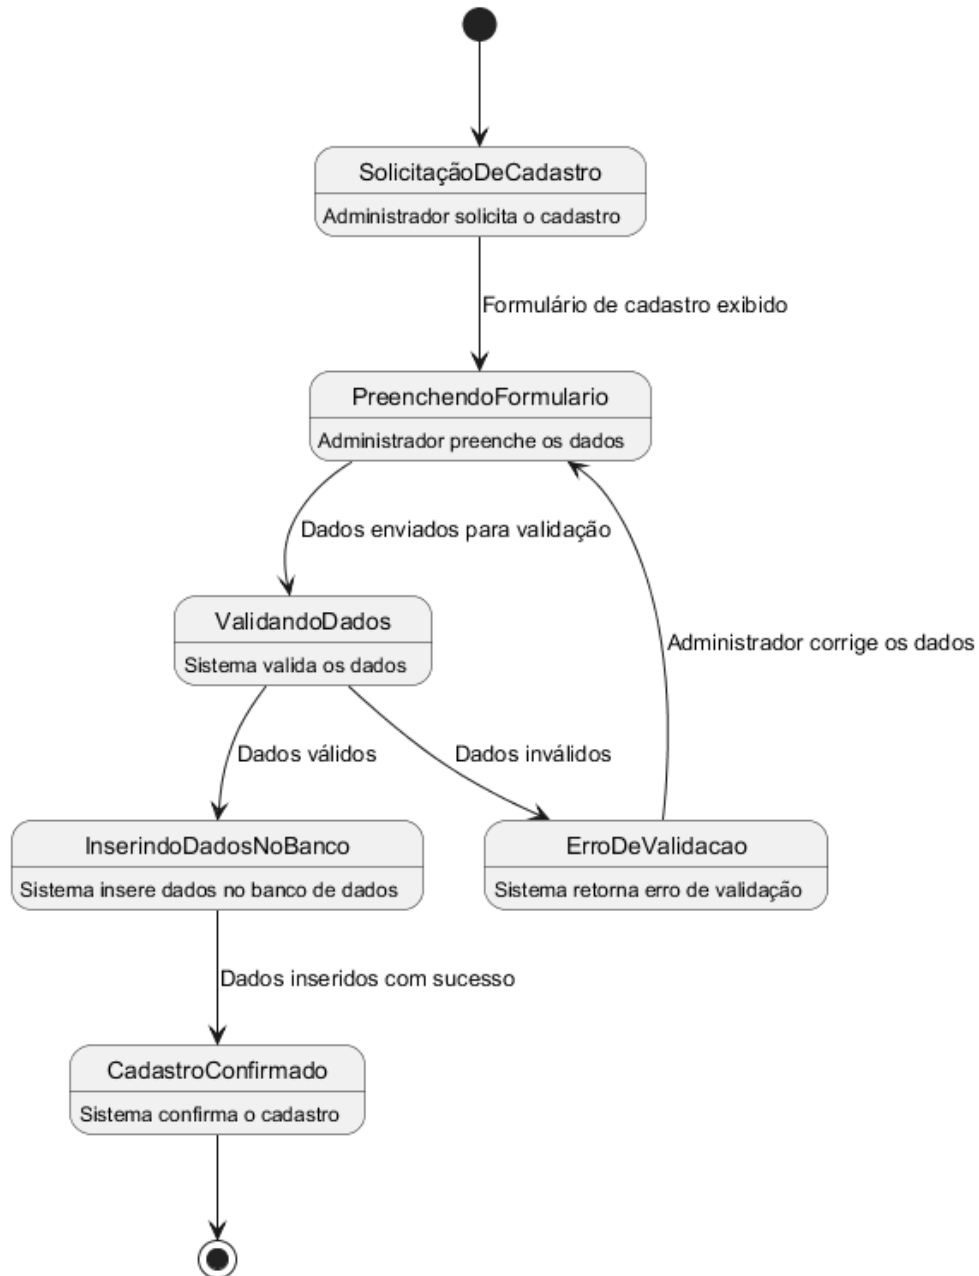 SolicitaçãoDeCadastro
Administrador solicita o cadastro
Formulário de cadastro exibido
PreenchendoFormulario
Administrador preenche os dados
Dados enviados para validação
ValidandoDados
Sistema valida os dados
Administrador corrige os dados
Dados válidos
Dados inválidos
InserindoDadosNoBanco
Sistema insere dados no banco de dados
ErroDeValidacao
Sistema retorna erro de validação
Dados inseridos com sucesso
CadastroConfirmado
Sistema confirma o cadastro